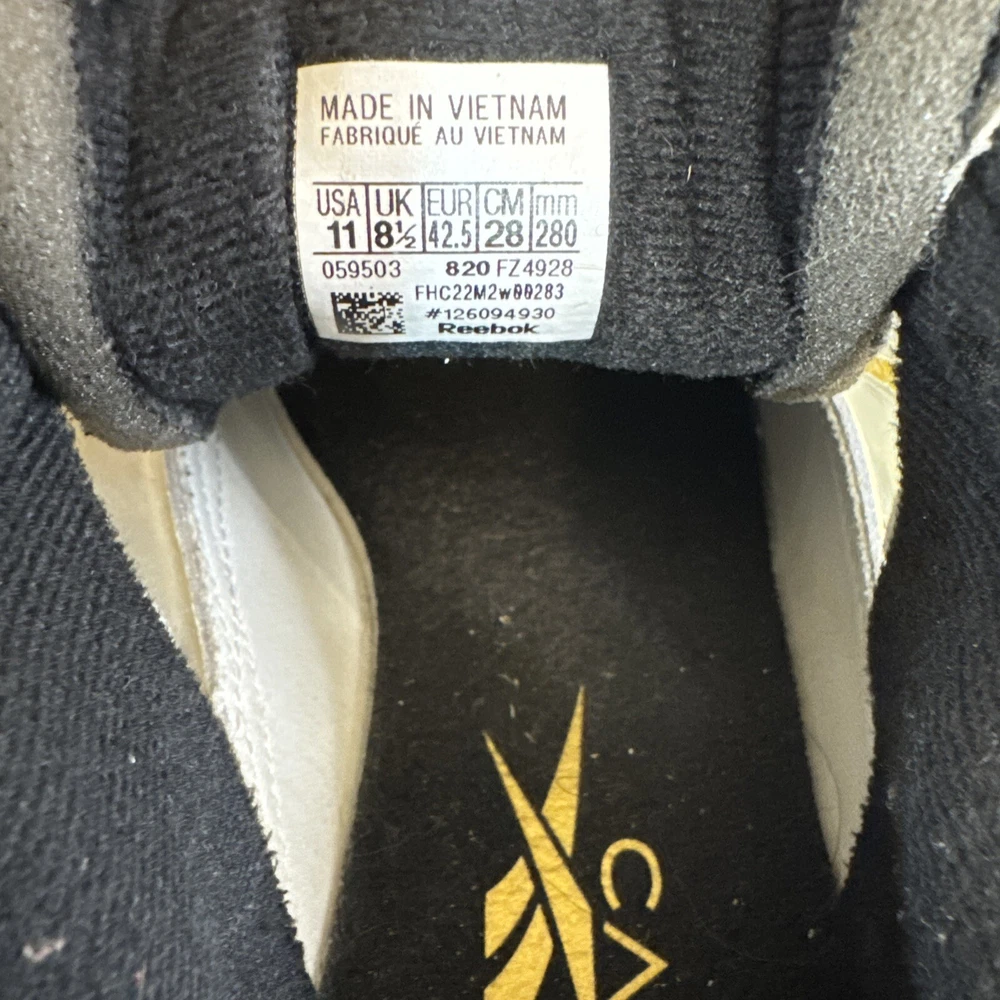 MADE IN VIETNAM
FABRIQUÉ AU VIETNAM
USA UK EUR CM mm
11 8½ 42.5 28 280
059503 820 FZ4928
FHC22M2w00283
#126094930
Reebok
CA